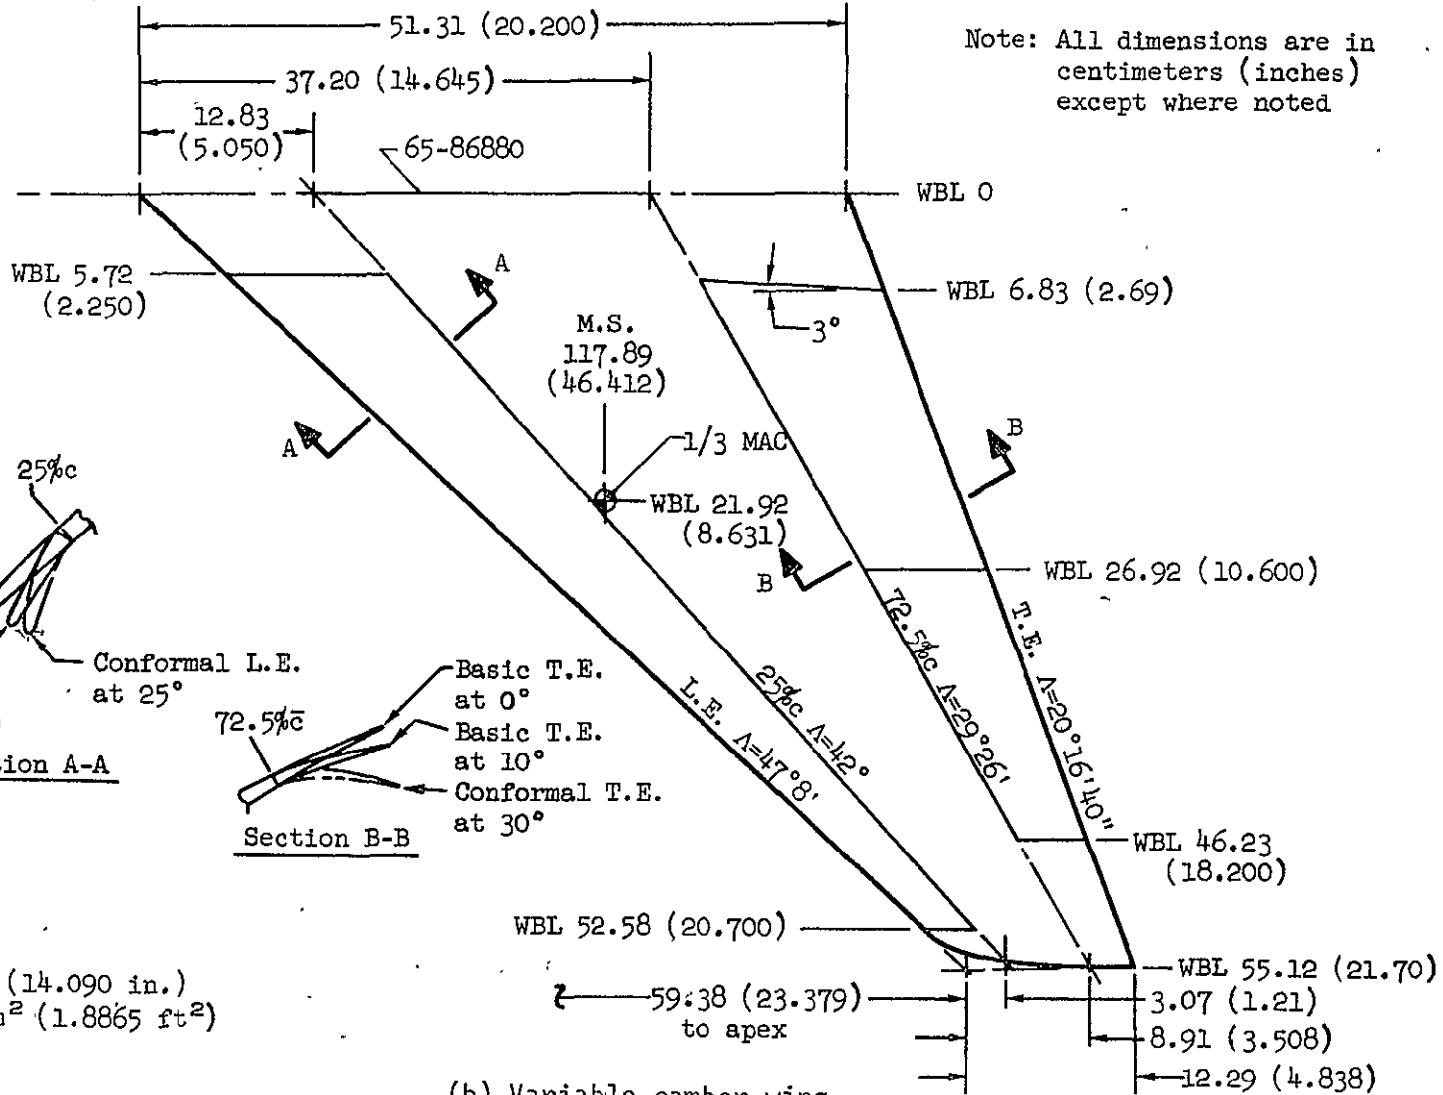 51.31 (20.200)
Note: All dimensions are in
centimeters (inches)
except where noted
37.20 (14.645)
12.83
(5.050)
65-86880
WBL 0
WBL 5.72
(2.250)
A
WBL 6.83 (2.69)
3°
M.S.
117.89
(46.412)
1/3 MAC
A
B
25%c
WBL 21.92
(8.631)
B
WBL 26.92 (10.600)
Conformal L.E.
at 25°
72.5%c̄
Basic T.E.
at 0°
Basic T.E.
at 10°
Conformal T.E.
at 30°
tion A-A
Section B-B
L.E. Λ=47°8'
25%c Λ=42°
72.5%c Λ=29°26'
T.E. Λ=20°16'40"
WBL 46.23
(18.200)
WBL 52.58 (20.700)
WBL 55.12 (21.70)
(14.090 in.)
² (1.8865 ft²)
59.38 (23.379)
to apex
3.07 (1.21)
8.91 (3.508)
12.29 (4.838)
(b) Variable camber wing